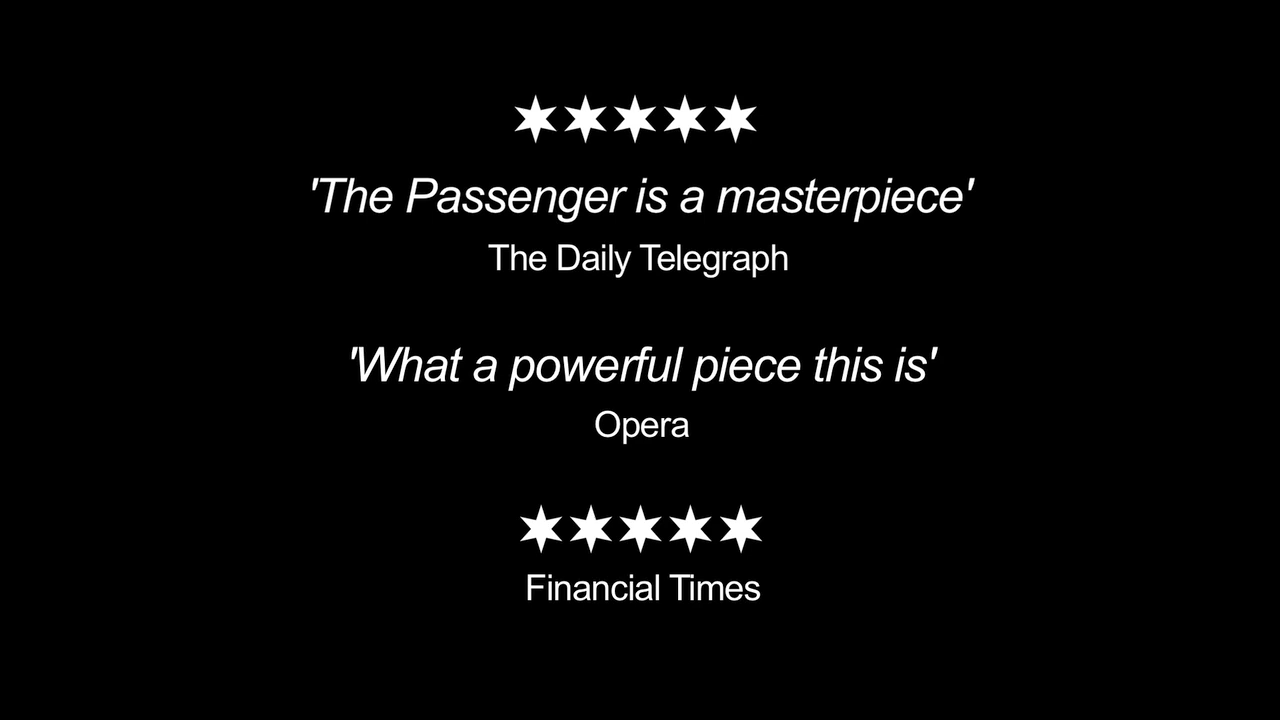 ★★★★★
'The Passenger is a masterpiece'
The Daily Telegraph
'What a powerful piece this is'
Opera
★★★★★
Financial Times